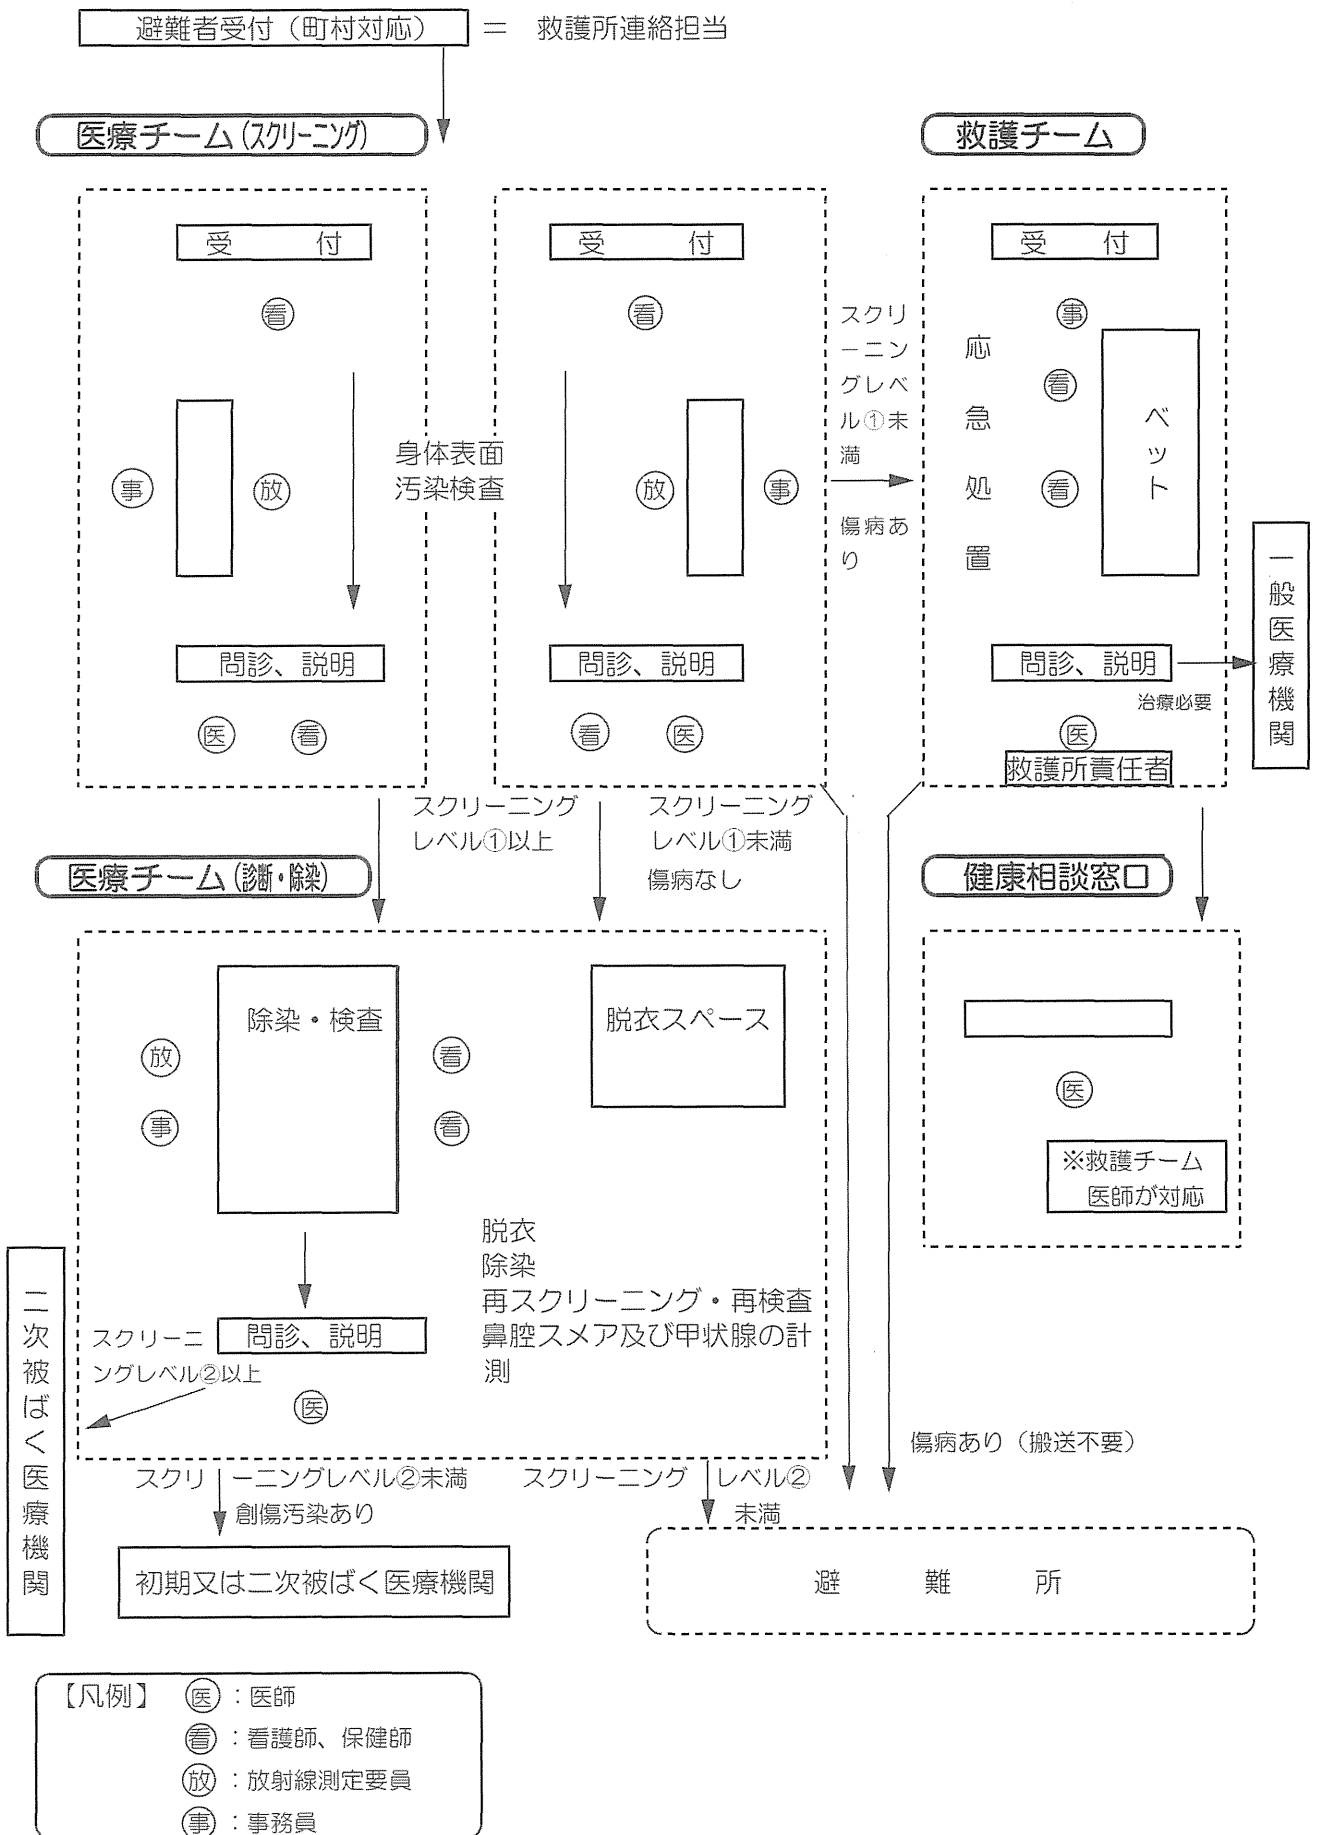 避難者受付（町村対応） ＝ 救護所連絡担当
医療チーム(スクリーニング)
救護チーム
受　付
看
事
放
身体表面
汚染検査
問診、説明
医 看
受　付
看
放
事
問診、説明
看 医
スクリ
ーニン
グレベ
ル①未
満
傷病あ
り
受　付
事
看
看
応急処置
ベット
問診、説明
治療必要
医
救護所責任者
一般医療機関
スクリーニング
レベル①以上
スクリーニング
レベル①未満
傷病なし
医療チーム(診断・除染)
健康相談窓口
除染・検査
放
事
看
看
脱衣スペース
脱衣
除染
再スクリーニング・再検査
鼻腔スメア及び甲状腺の計
測
問診、説明
医
スクリーニ
ングレベル②以上
二次被ばく医療機関
医
※救護チーム
医師が対応
傷病あり（搬送不要）
スクリーニングレベル②未満
創傷汚染あり
スクリーニングレベル②
未満
初期又は二次被ばく医療機関
避　難　所
【凡例】 医：医師
看：看護師、保健師
放：放射線測定要員
事：事務員